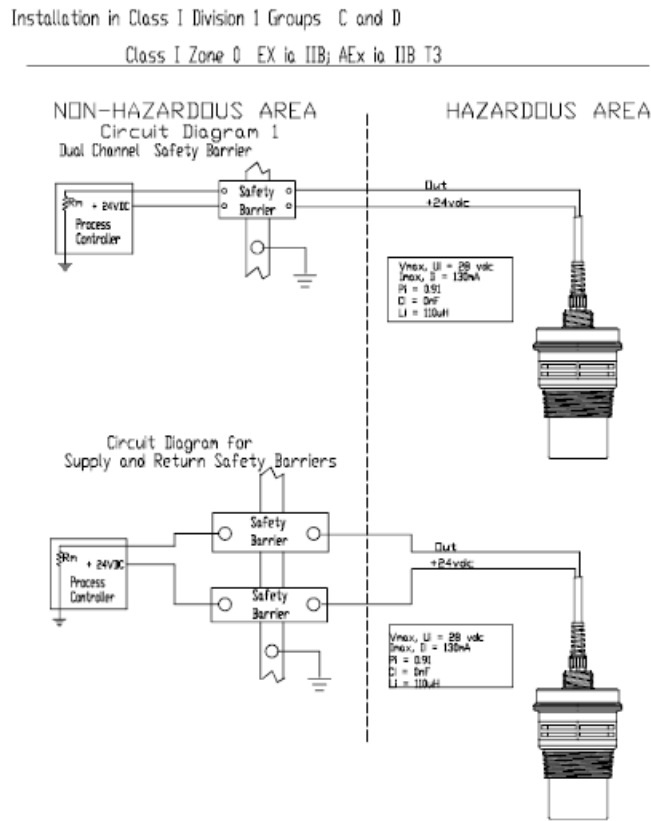 Installation in Class I Division 1 Groups C and D
Class I Zone 0 EX ia IIB; AEx ia IIB T3
NON-HAZARDOUS AREA
HAZARDOUS AREA
Circuit Diagram 1
Dual Channel Safety Barrier
Rm + 24VDC
Process
Controller
Safety
Barrier
Out
+24vdc
Vmax, UI = 28 vdc
Imax, II = 130mA
Pi = 0.91
Ci = 0nF
Li = 110uH
Circuit Diagram for
Supply and Return Safety Barriers
Safety
Barrier
Rm + 24VDC
Process
Controller
Safety
Barrier
Out
+24vdc
Vmax, UI = 28 vdc
Imax, II = 130mA
Pi = 0.91
Ci = 0nF
Li = 110uH